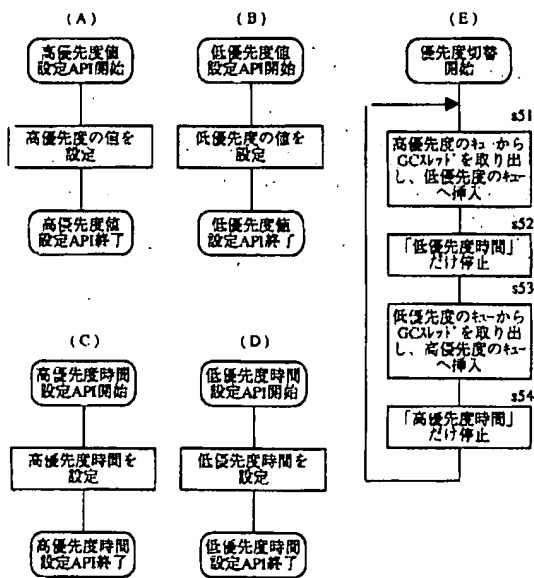 (A)
高優先度値
設定API開始
高優先度の値を
設定
高優先度値
設定API終了
(B)
低優先度値
設定API開始
低優先度の値を
設定
低優先度値
設定API終了
(C)
高優先度時間
設定API開始
高優先度時間を
設定
高優先度時間
設定API終了
(D)
低優先度時間
設定API開始
低優先度時間を
設定
低優先度時間
設定API終了
(E)
優先度切替
開始
s51
高優先度のキューから
GCスレッドを取り出
し、低優先度のキュー
へ挿入
s52
「低優先度時間」
だけ停止
s53
低優先度のキューから
GCスレッドを取り出
し、高優先度のキュー
へ挿入
s54
「高優先度時間」
だけ停止